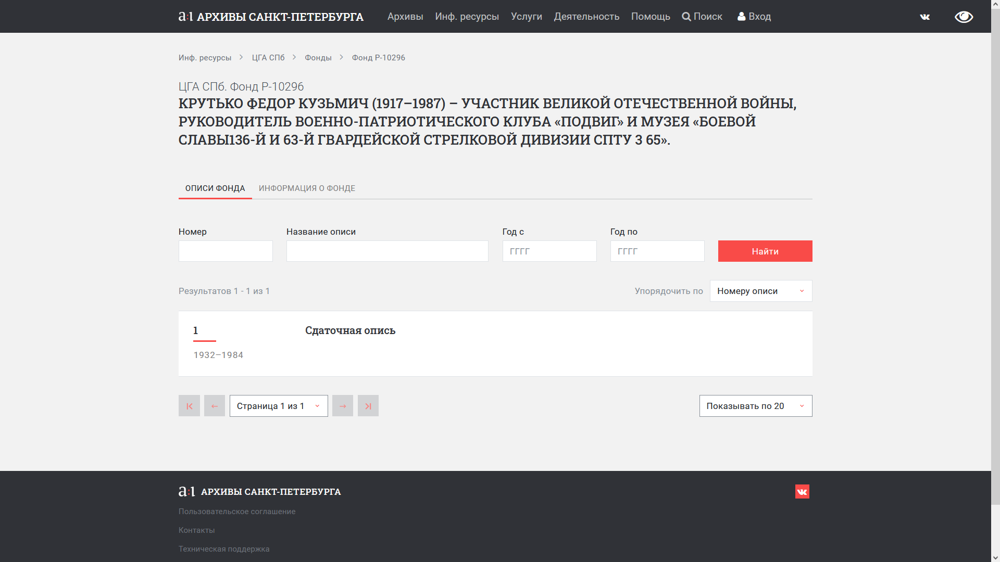 а:1 АРХИВЫ САНКТ-ПЕТЕРБУРГА Архивы Инф. ресурсы Услуги Деятельность Помощь Поиск Вход
Инф. ресурсы ЦГА СПб Фонды Фонд Р-10296
ЦГА СПб. Фонд Р-10296
КРУТЬКО ФЕДОР КУЗЬМИЧ (1917–1987) – УЧАСТНИК ВЕЛИКОЙ ОТЕЧЕСТВЕННОЙ ВОЙНЫ,
РУКОВОДИТЕЛЬ ВОЕННО-ПАТРИОТИЧЕСКОГО КЛУБА «ПОДВИГ» И МУЗЕЯ «БОЕВОЙ
СЛАВЫ136-Й И 63-Й ГВАРДЕЙСКОЙ СТРЕЛКОВОЙ ДИВИЗИИ СПТУ З 65».
ОПИСИ ФОНДА ИНФОРМАЦИЯ О ФОНДЕ
Номер Название описи Год с Год по
ГГГГ ГГГГ Найти
Результатов 1 - 1 из 1 Упорядочить по Номеру описи
1 Сдаточная опись
1932–1984
Страница 1 из 1 Показывать по 20
а:1 АРХИВЫ САНКТ-ПЕТЕРБУРГА
Пользовательское соглашение
Контакты
Техническая поддержка